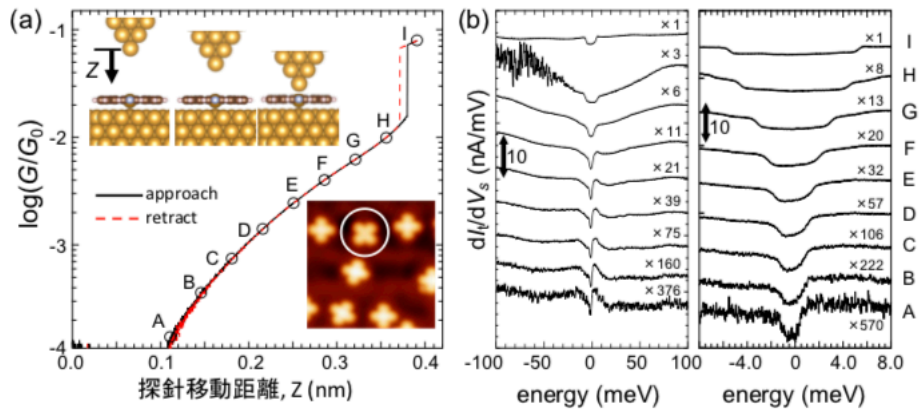 (a)
-1
-2
-3
-4
log(G/G₀)
Z
approach
retract
A
B
C
D
E
F
G
H
I
0.0
0.1
0.2
0.3
0.4
探針移動距離, Z (nm)
(b)
dIₜ/dVₛ (nA/mV)
×1
×3
×6
×11
10
×21
×39
×75
×160
×376
-100
-50
0
50
100
energy (meV)
×1
×8
×13
10
×20
×32
×57
×106
×222
×570
I
H
G
F
E
D
C
B
A
-4.0
0
4.0
8.0
energy (meV)